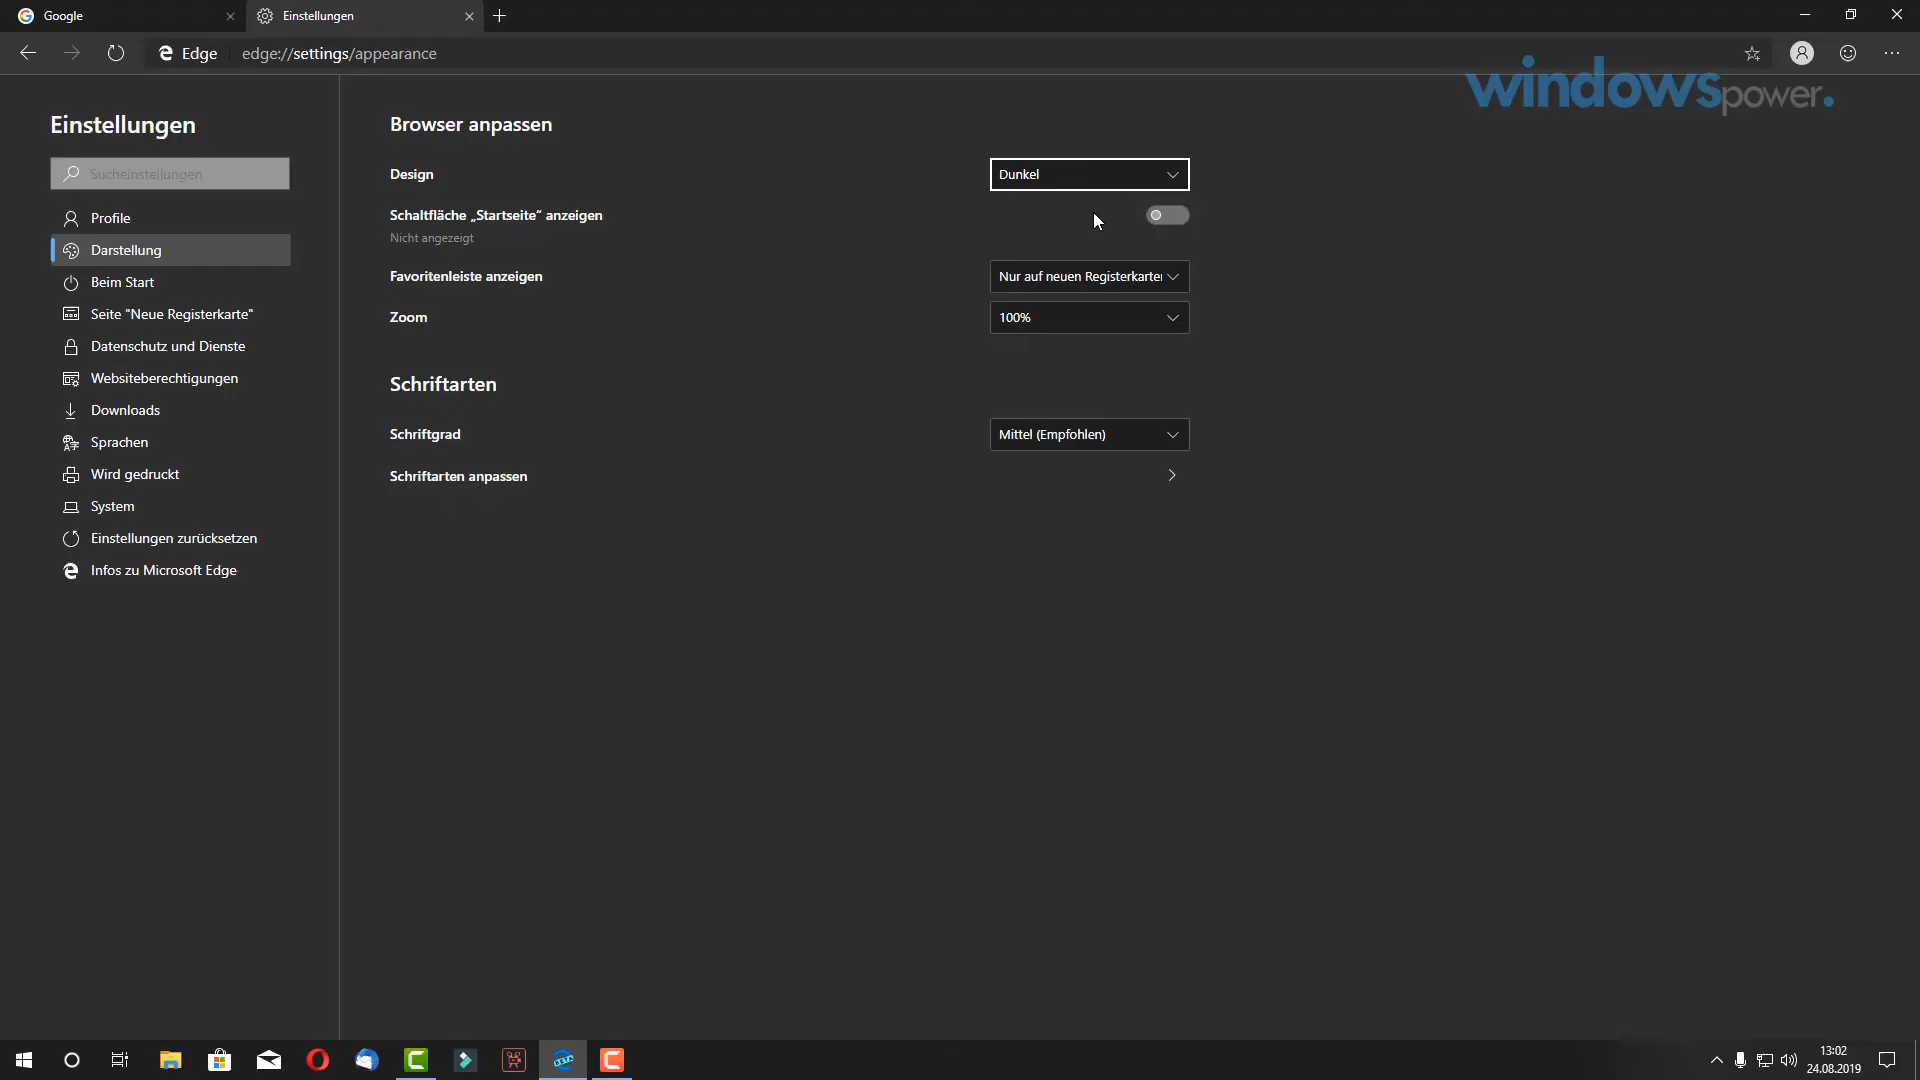 Google
Einstellungen
Edge
edge://settings/appearance
windowspower.
Einstellungen
Sucheinstellungen
Profile
Darstellung
Beim Start
Seite "Neue Registerkarte"
Datenschutz und Dienste
Websiteberechtigungen
Downloads
Sprachen
Wird gedruckt
System
Einstellungen zurücksetzen
Infos zu Microsoft Edge
Browser anpassen
Design
Dunkel
Schaltfläche „Startseite“ anzeigen
Nicht angezeigt
Favoritenleiste anzeigen
Nur auf neuen Registerkarten
Zoom
100%
Schriftarten
Schriftgrad
Mittel (Empfohlen)
Schriftarten anpassen
BETA
13:02
24.08.2019